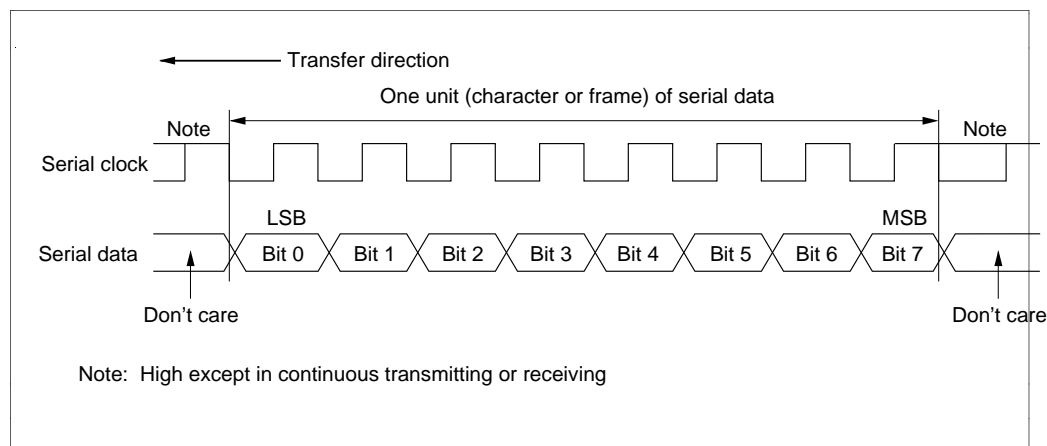 Transfer direction
One unit (character or frame) of serial data
Note
Note
Serial clock
LSB
MSB
Serial data
Bit 0
Bit 1
Bit 2
Bit 3
Bit 4
Bit 5
Bit 6
Bit 7
Don't care
Don't care
Note: High except in continuous transmitting or receiving